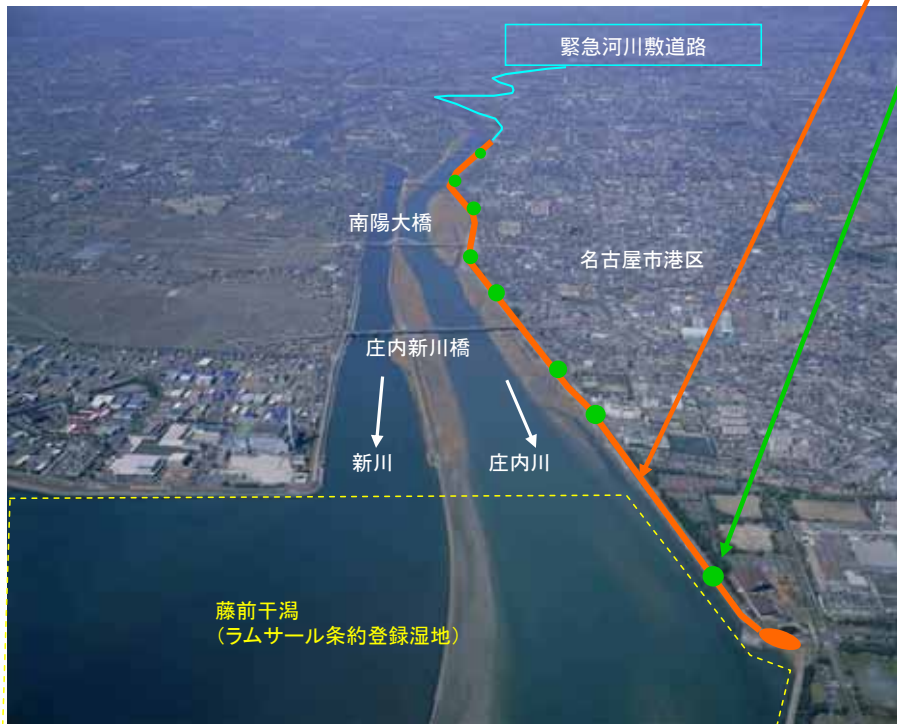 緊急河川敷道路
南陽大橋
名古屋市港区
庄内新川橋
新川
庄内川
藤前干潟
(ラムサール条約登録湿地)